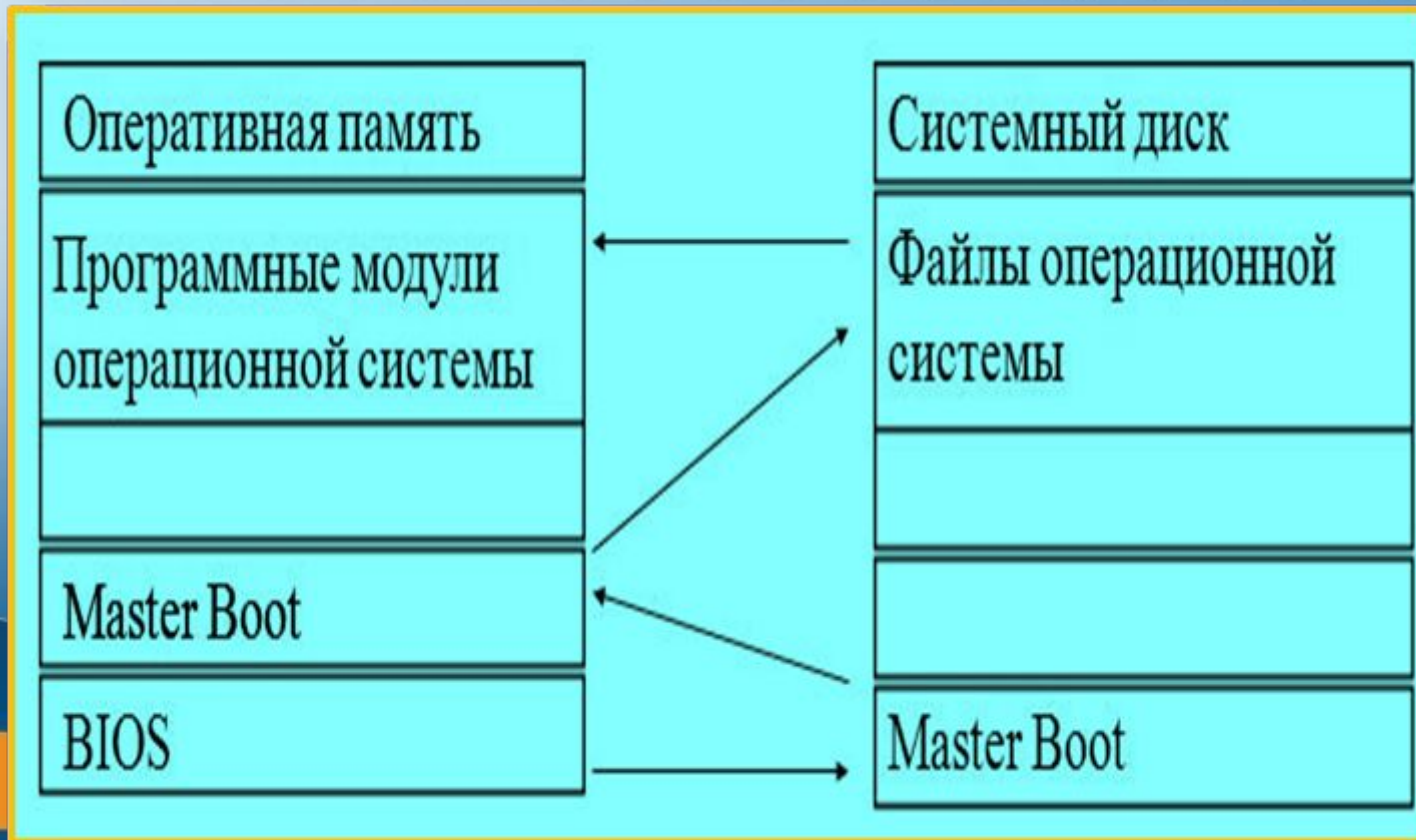 Оперативная память
Программные модули
операционной системы
Master Boot
BIOS
Системный диск
Файлы операционной
системы
Master Boot